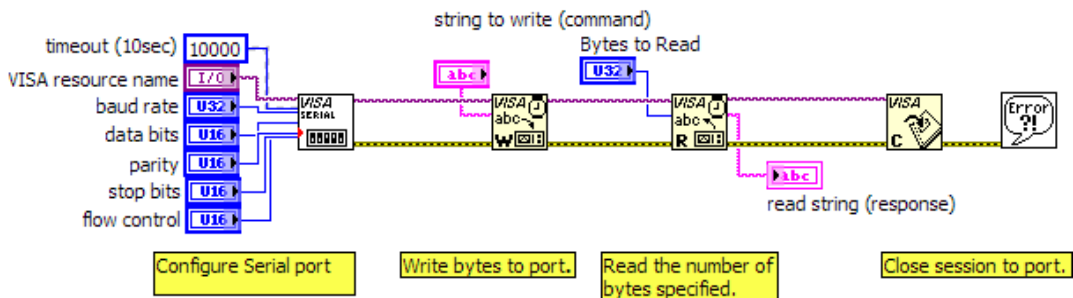 string to write (command)
timeout (10sec)
10000
Bytes to Read
VISA resource name
I/O
abc
U32
baud rate
U32
VISA
SERIAL
VISA
abc
W
VISA
abc
R
VISA
C
Error
?!
data bits
U16
parity
U16
abc
stop bits
U16
read string (response)
flow control
U16
Configure Serial port
Write bytes to port.
Read the number of
bytes specified.
Close session to port.